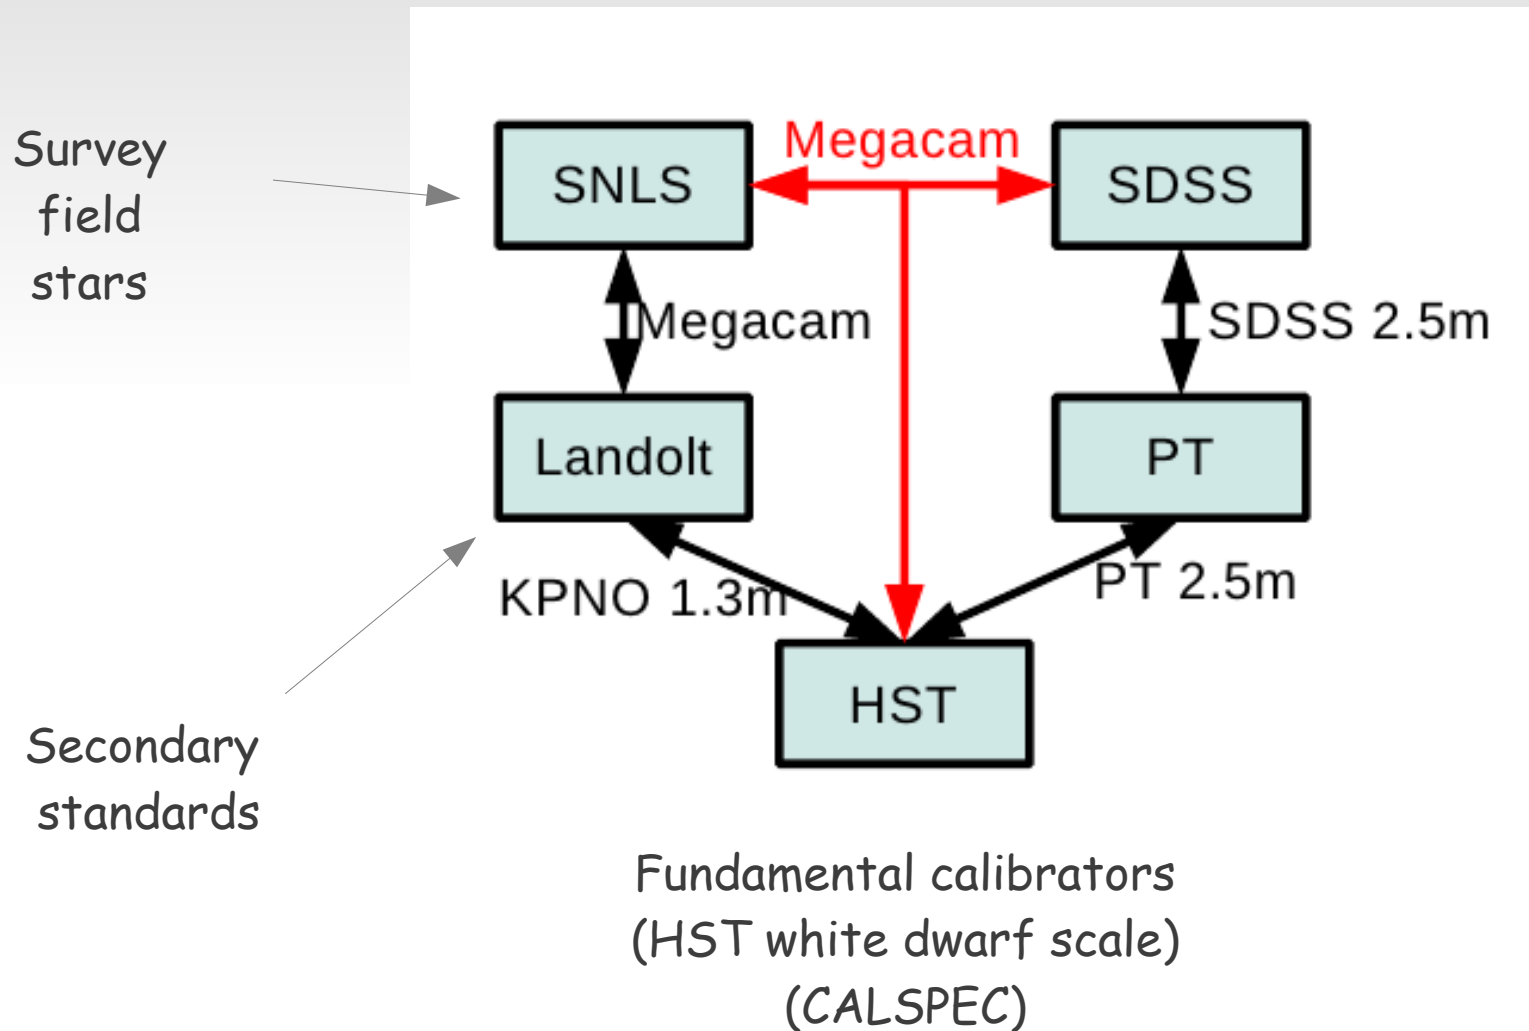 Megacam
SNLS
SDSS
Survey
field
stars
Megacam
SDSS 2.5m
Landolt
PT
KPNO 1.3m
PT 2.5m
HST
Secondary
standards
Fundamental calibrators
(HST white dwarf scale)
(CALSPEC)